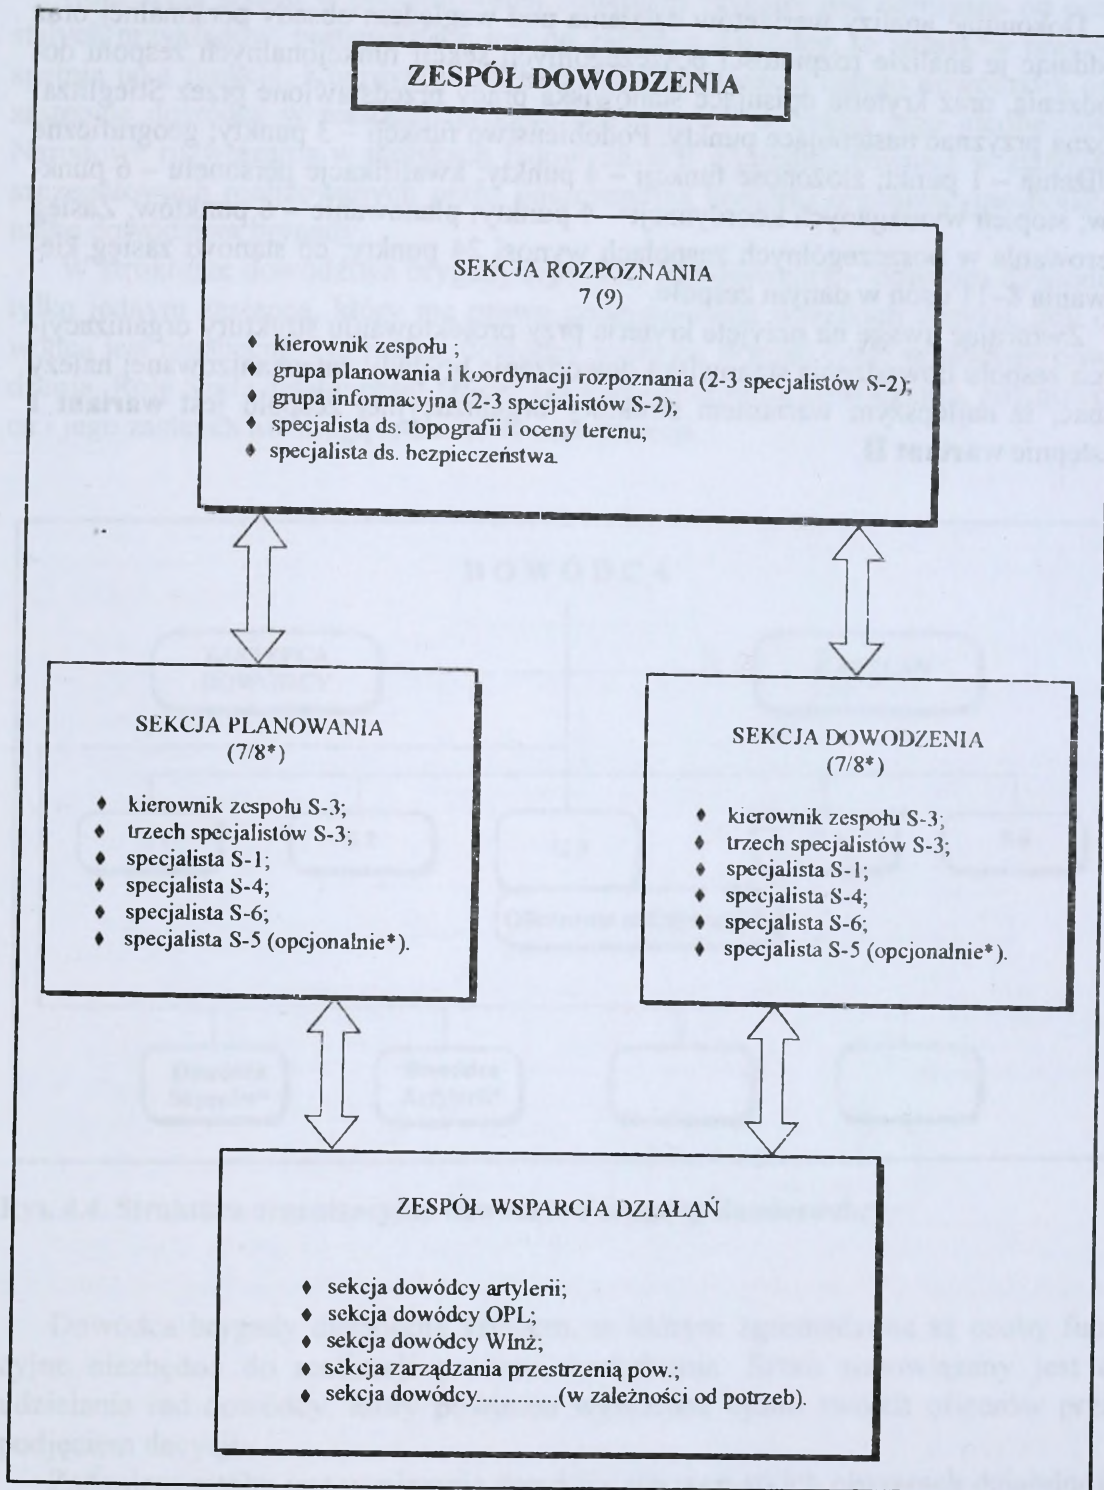 ZESPÓŁ DOWODZENIA
SEKCJA ROZPOZNANIA
7 (9)
♦ kierownik zespołu ;
♦ grupa planowania i koordynacji rozpoznania (2-3 specjalistów S-2);
♦ grupa informacyjna (2-3 specjalistów S-2);
♦ specjalista ds. topografii i oceny terenu;
♦ specjalista ds. bezpieczeństwa.
SEKCJA PLANOWANIA
(7/8*)
♦ kierownik zespołu S-3;
♦ trzech specjalistów S-3;
♦ specjalista S-1;
♦ specjalista S-4;
♦ specjalista S-6;
♦ specjalista S-5 (opcjonalnie*).
SEKCJA DOWODZENIA
(7/8*)
♦ kierownik zespołu S-3;
♦ trzech specjalistów S-3;
♦ specjalista S-1;
♦ specjalista S-4;
♦ specjalista S-6;
♦ specjalista S-5 (opcjonalnie*).
ZESPÓŁ WSPARCIA DZIAŁAŃ
♦ sekcja dowódcy artylerii;
♦ sekcja dowódcy OPL;
♦ sekcja dowódcy WInż;
♦ sekcja zarządzania przestrzenią pow.;
♦ sekcja dowódcy.............(w zależności od potrzeb).